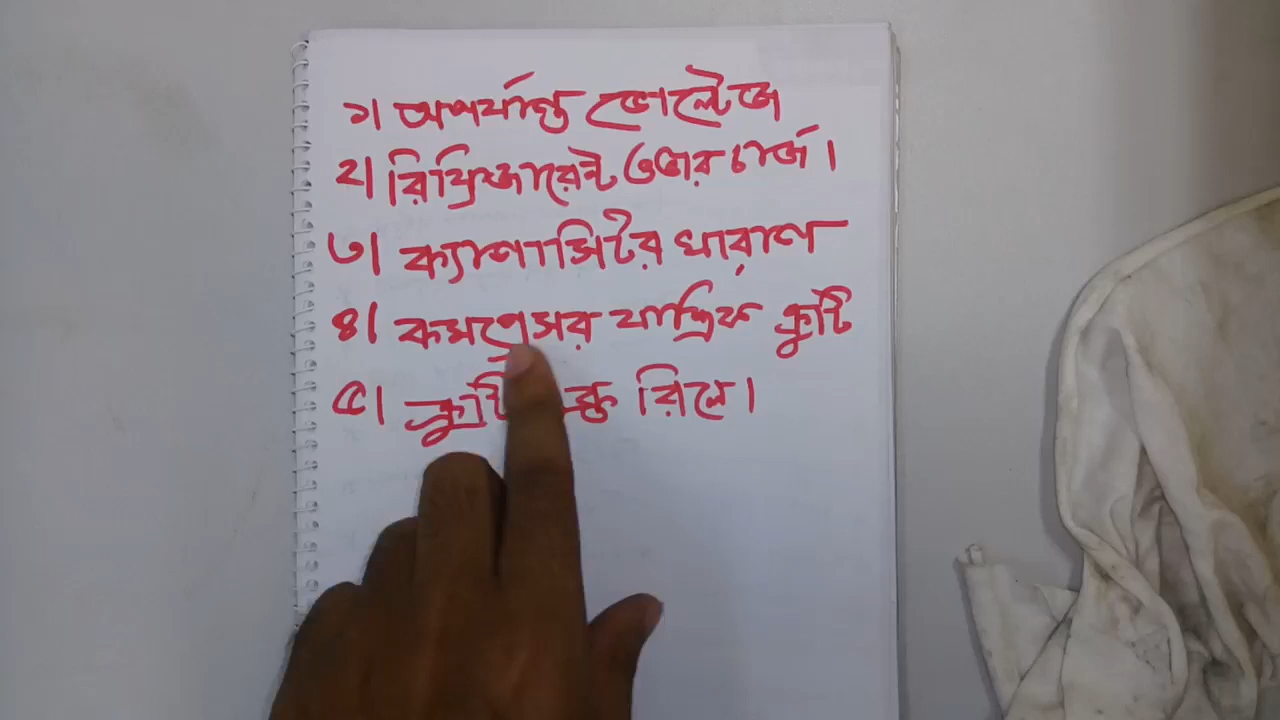 ১। অপর্যাপ্ত ভোল্টেজ
২। রিফ্রিজারেন্ট ওভার চার্জ।
৩। ক্যাপাসিটর খারাপ
৪। কমপ্রেসর যান্ত্রিক ত্রুটি
৫। রিলে।